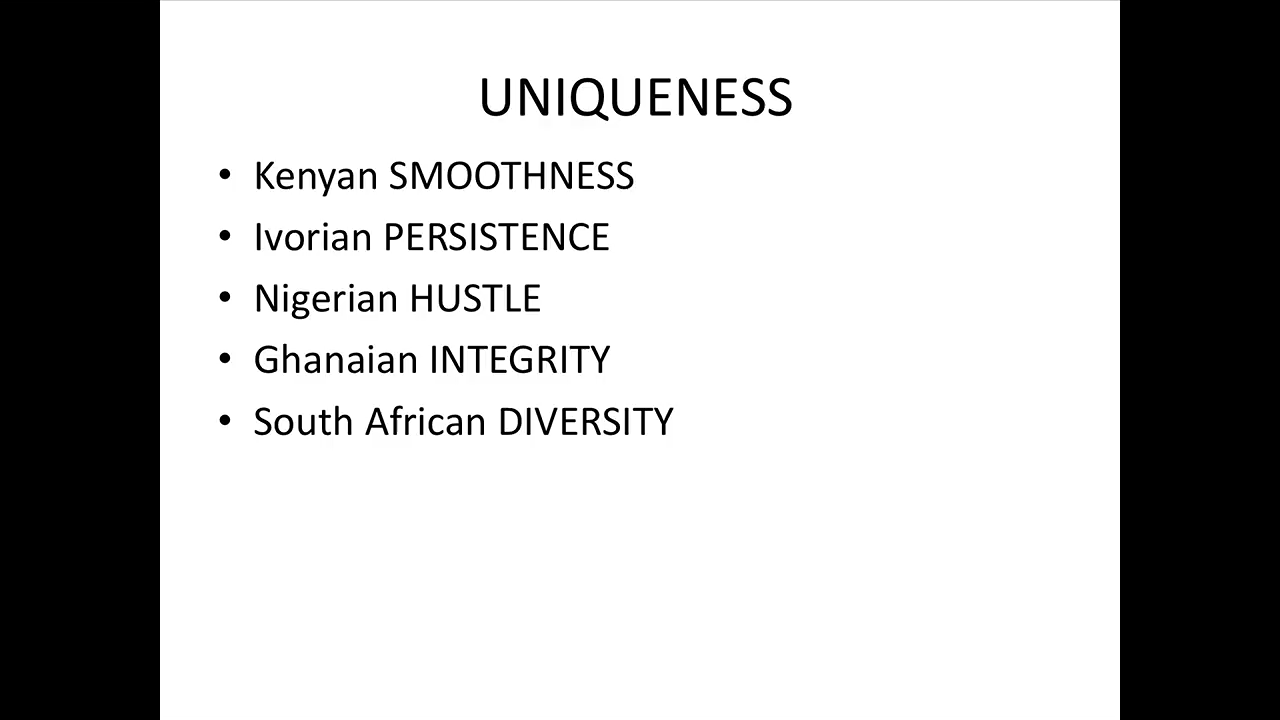 UNIQUENESS
• Kenyan SMOOTHNESS
• Ivorian PERSISTENCE
• Nigerian HUSTLE
• Ghanaian INTEGRITY
• South African DIVERSITY